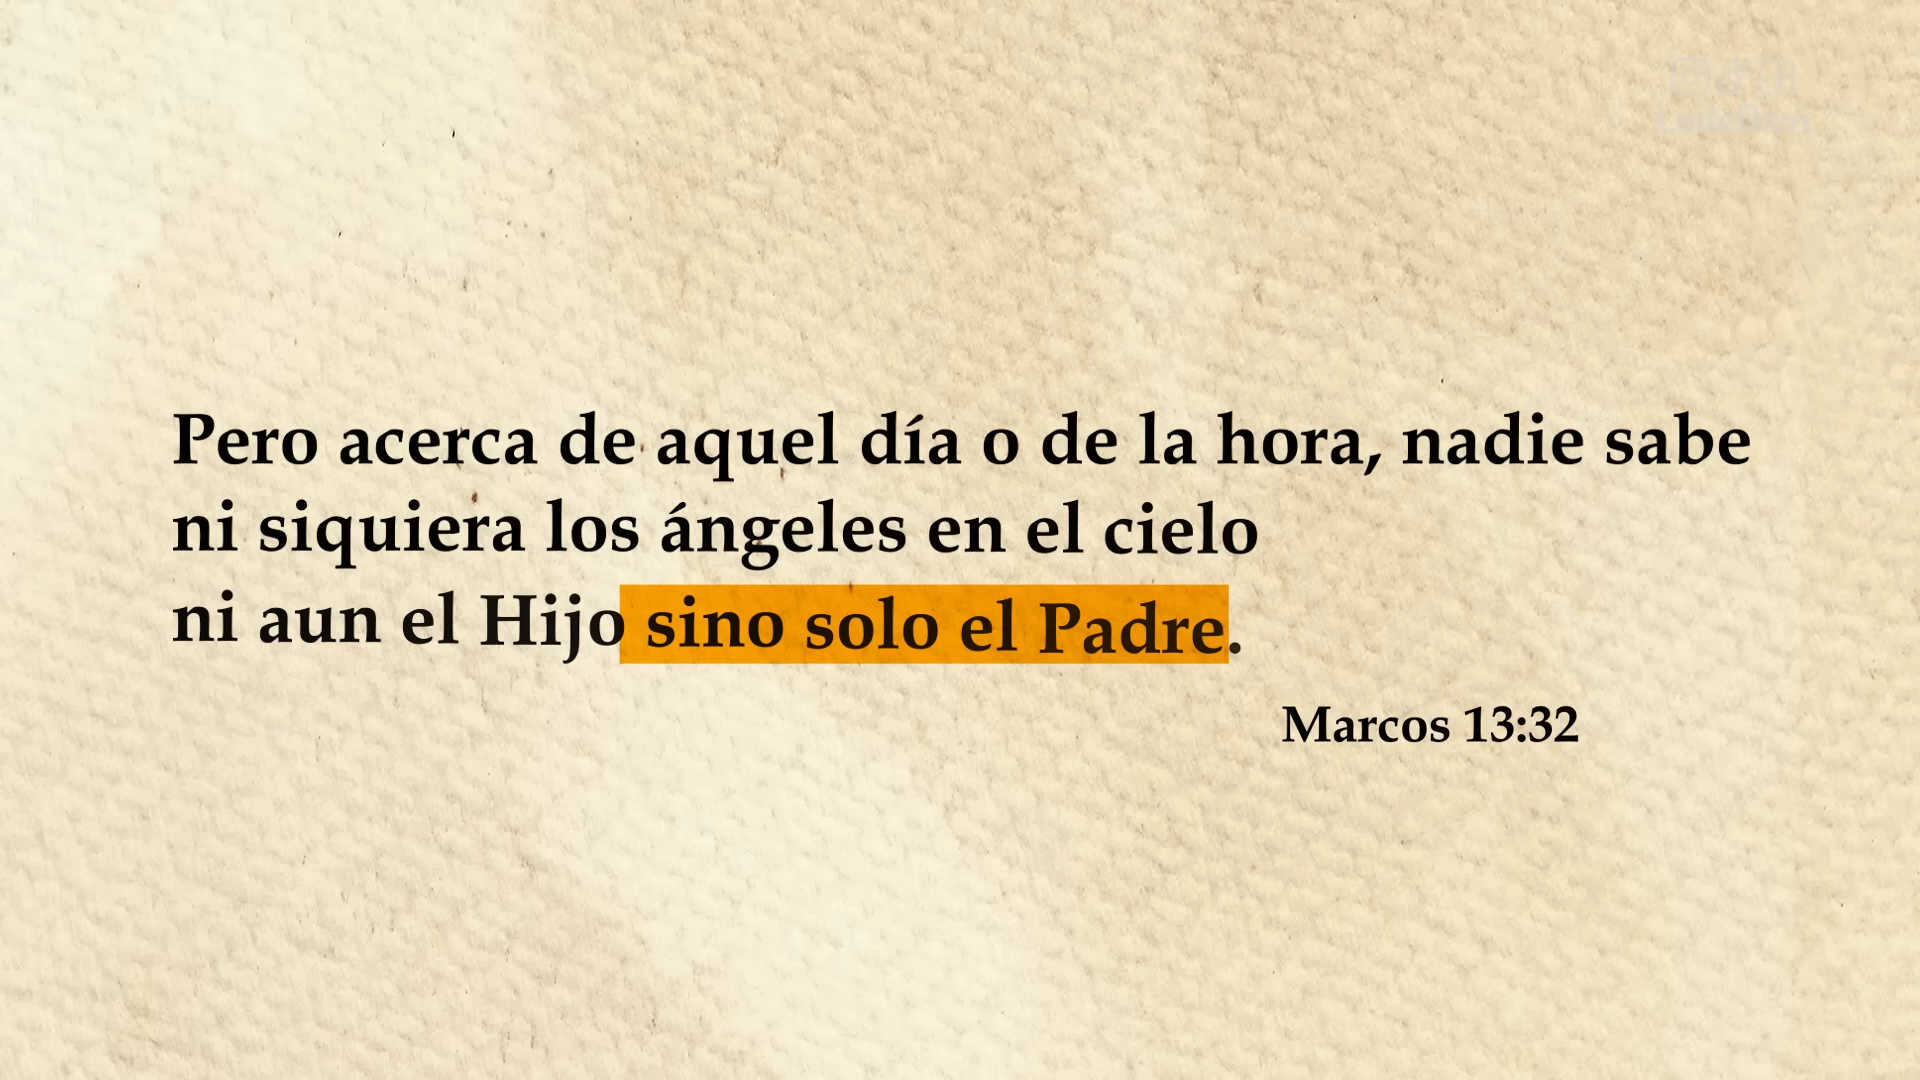 Pero acerca de aquel día o de la hora, nadie sabe
ni siquiera los ángeles en el cielo
ni aun el Hijo sino solo el Padre.
Marcos 13:32